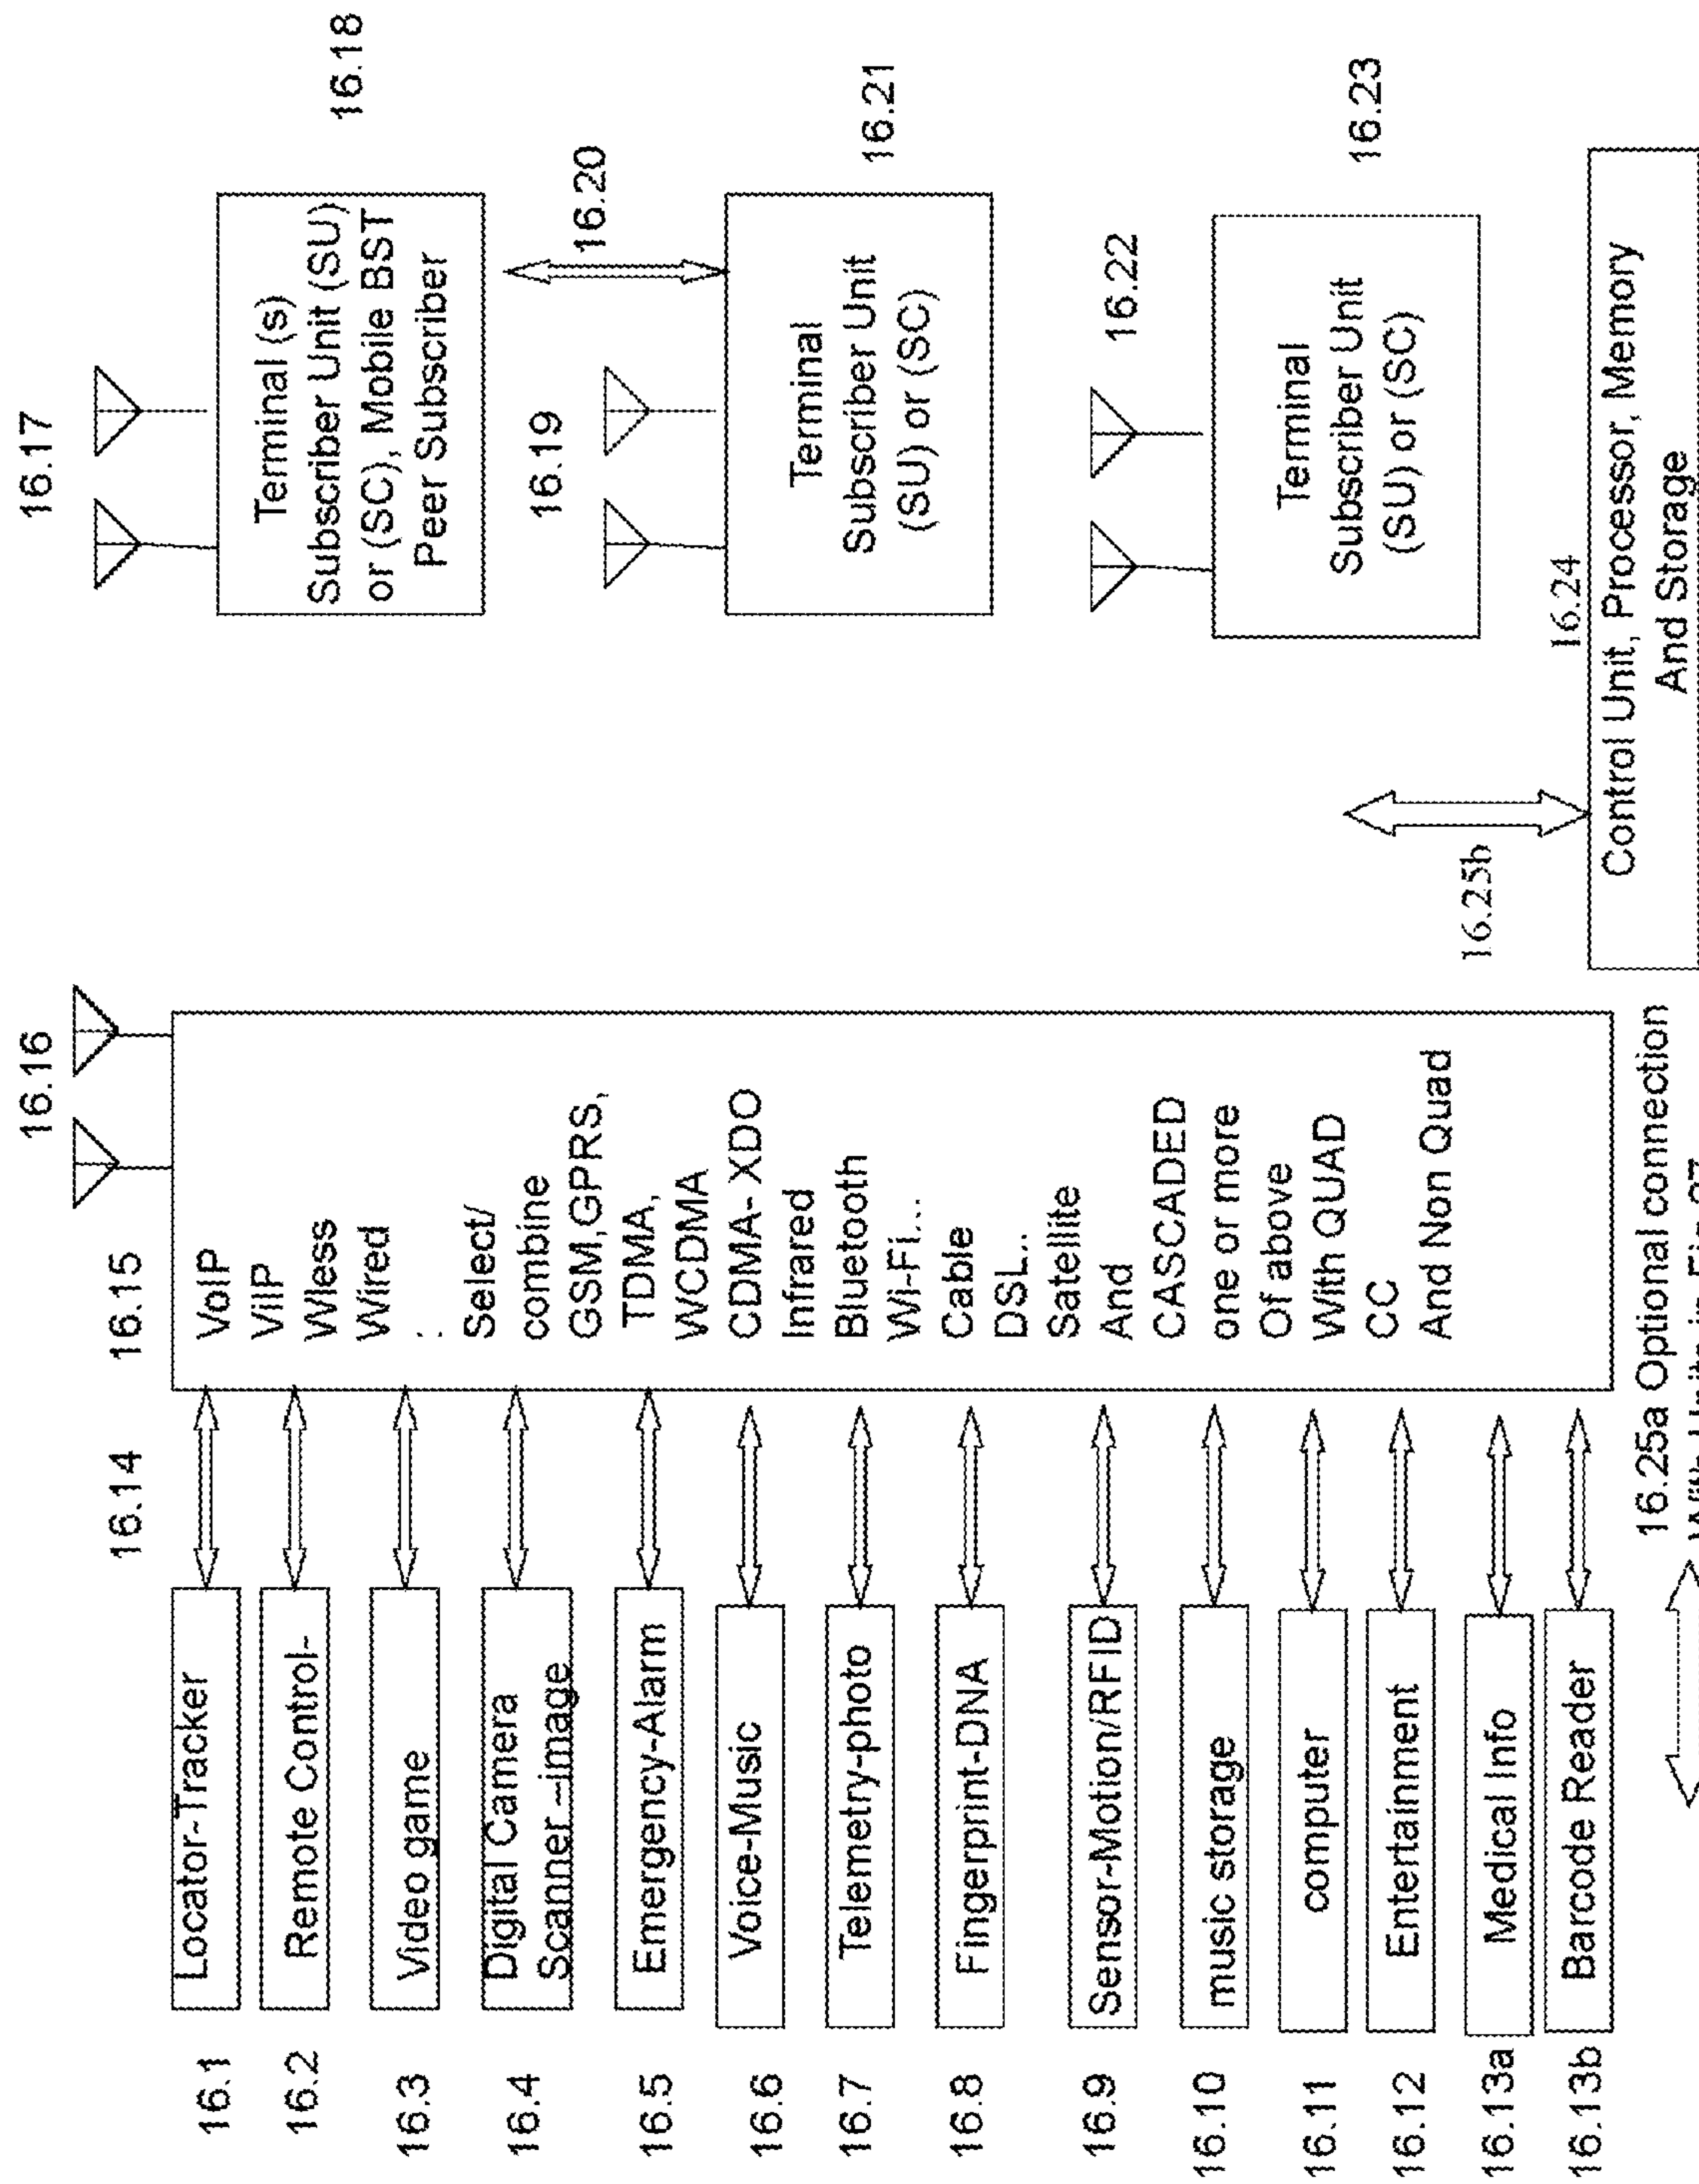 16.1
Locator-Tracker
16.2
Remote Control-
16.3
Video game
16.4
Digital Camera
Scanner –image
16.5
Emergency-Alarm
16.6
Voice-Music
16.7
Telemetry-photo
16.8
Fingerprint-DNA
16.9
Sensor-Motion/RFID
16.10
music storage
16.11
computer
16.12
Entertainment
16.13a
Medical Info
16.13b
Barcode Reader
16.14
16.15
16.16
VoIP
ViIP
Wless
Wired
:
Select/
combine
GSM,GPRS,
TDMA,
WCDMA
CDMA- XDO
Infrared
Bluetooth
Wi-Fi...
Cable
DSL..
Satellite
And
CASCADED
one or more
Of above
With QUAD
CC
And Non Quad
16.25a Optional connection
16.17
Terminal (s)
Subscriber Unit (SU)
or (SC), Mobile BST
Peer Subscriber
16.18
16.20
16.19
Terminal
Subscriber Unit
(SU) or (SC)
16.21
16.22
Terminal
Subscriber Unit
(SU) or (SC)
16.23
16.24
16.25b
Control Unit, Processor, Memory
And Storage